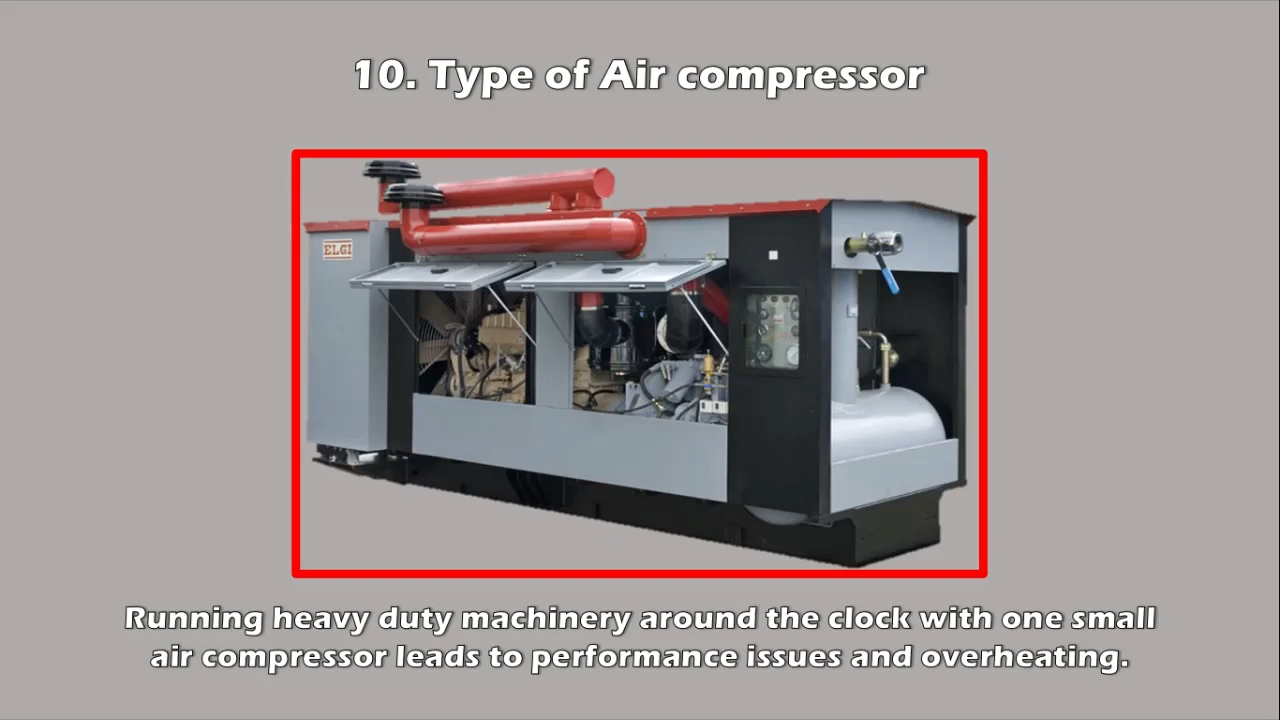 10. Type of Air compressor
ELGI
Running heavy duty machinery around the clock with one small
air compressor leads to performance issues and overheating.